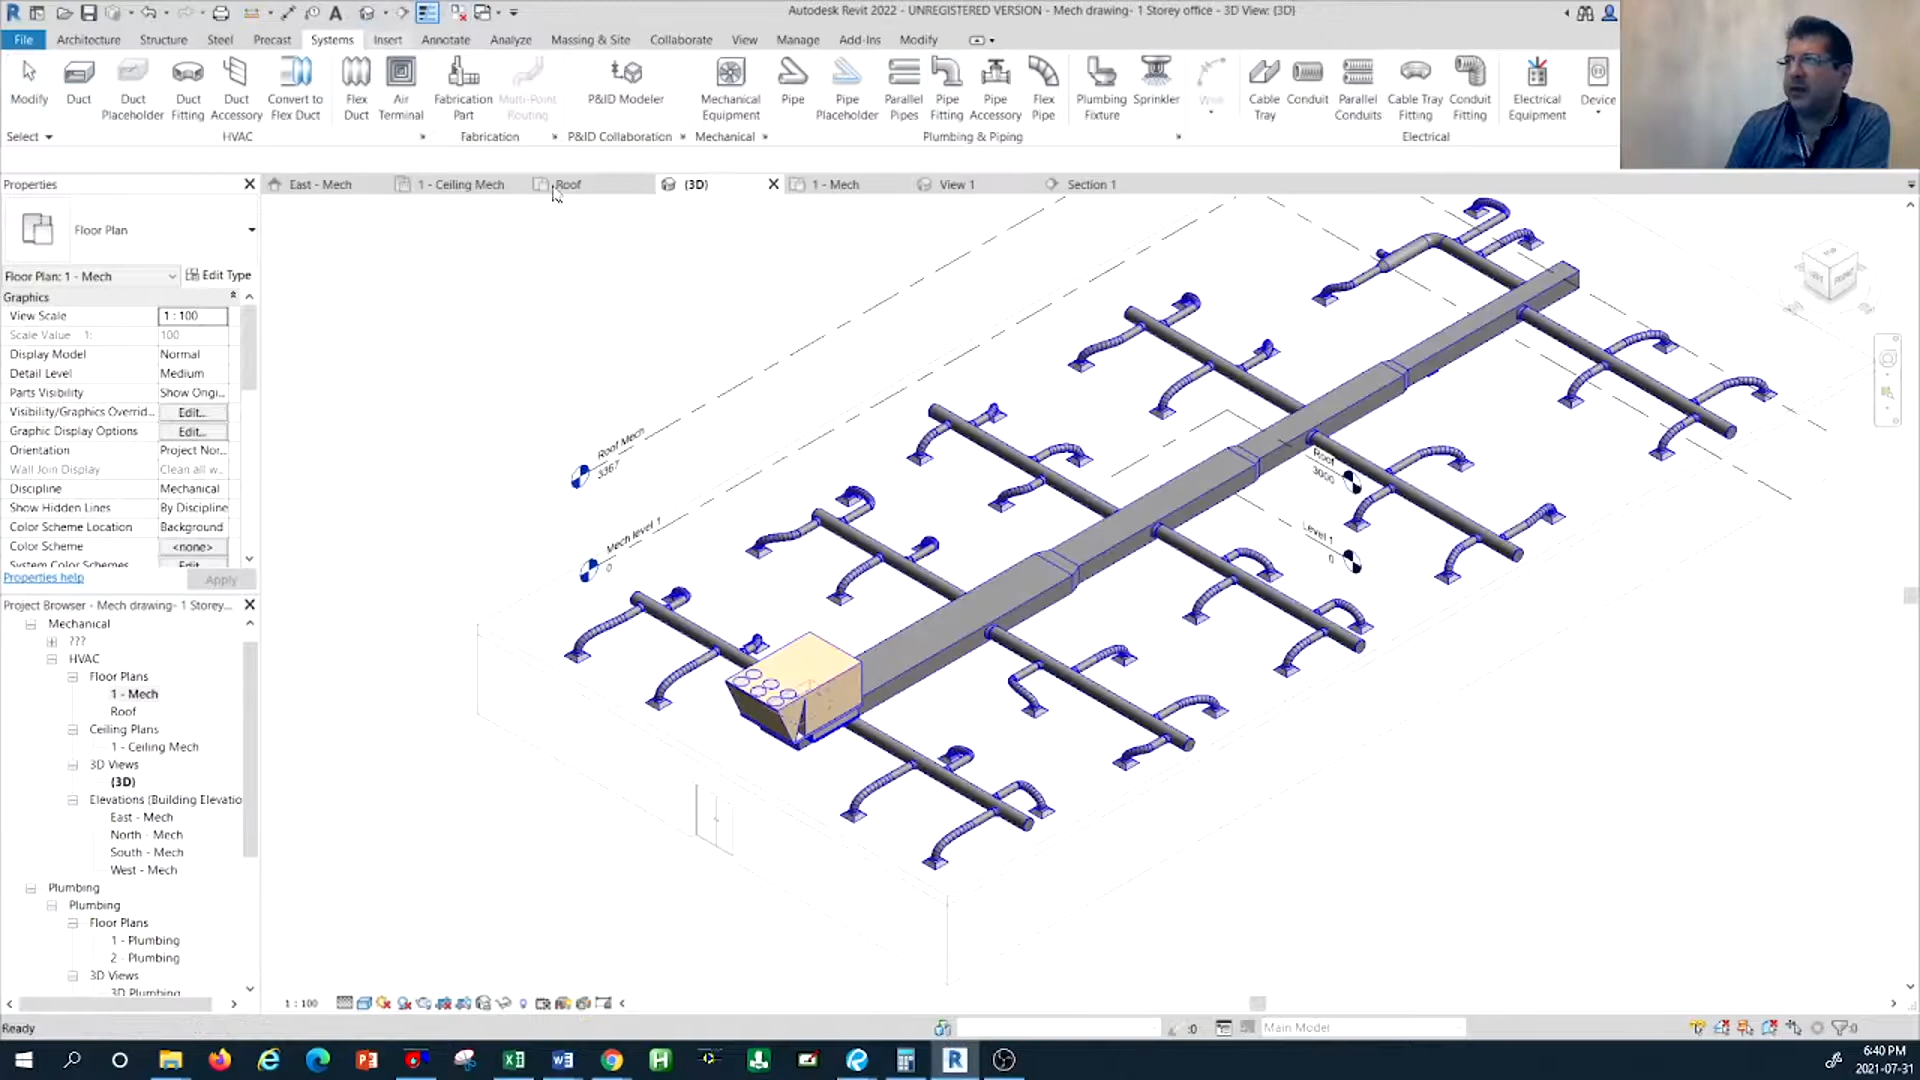 Autodesk Revit 2022 - UNREGISTERED VERSION - Mech drawing- 1 Storey office - 3D View: {3D}
File Architecture Structure Steel Precast Systems Insert Annotate Analyze Massing & Site Collaborate View Manage Add-Ins Modify
Modify Duct Duct Placeholder Duct Fitting Duct Accessory Convert to Flex Duct Flex Duct Air Terminal Fabrication Part Multi-Point Routing P&ID Modeler Mechanical Equipment Pipe Pipe Placeholder Parallel Pipes Pipe Fitting Pipe Accessory Flex Pipe Plumbing Fixture Sprinkler Wire Cable Tray Conduit Parallel Conduits Cable Tray Fitting Conduit Fitting Electrical Equipment Device
Select HVAC Fabrication P&ID Collaboration Mechanical Plumbing & Piping Electrical
Properties
East - Mech 1 - Ceiling Mech Roof {3D} 1 - Mech View 1 Section 1
Floor Plan
Floor Plan: 1 - Mech Edit Type
Graphics
View Scale 1 : 100
Scale Value 1: 100
Display Model Normal
Detail Level Medium
Parts Visibility Show Origi...
Visibility/Graphics Overrid... Edit...
Graphic Display Options Edit...
Orientation Project Nor...
Wall Join Display Clean all w...
Discipline Mechanical
Show Hidden Lines By Discipline
Color Scheme Location Background
Color Scheme <none>
System Color Schemes Edit...
Properties help Apply
Project Browser - Mech drawing- 1 Storey...
Mechanical
???
HVAC
Floor Plans
1 - Mech
Roof
Ceiling Plans
1 - Ceiling Mech
3D Views
{3D}
Elevations (Building Elevatio
East - Mech
North - Mech
South - Mech
West - Mech
Plumbing
Plumbing
Floor Plans
1 - Plumbing
2 - Plumbing
3D Views
3D Plumbing
Roof Mech
3367
Mech level 1
0
Roof
3000
Level 1
0
1 : 100
Ready :0 Main Model :0
6:40 PM
2021-07-31